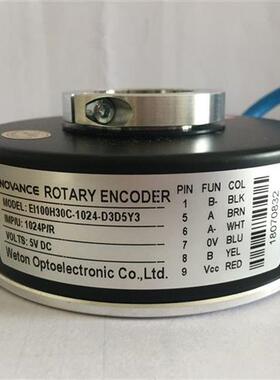 NOVANCE ROTARY ENCODER
MODEL: EI100H30C-1024-D3D5Y3
IMP/U: 1024P/R
VOLTS: 5V DC
Weton Optoelectronic Co.,Ltd.
PIN FUN COL
1 B- BLK
5 A BRN
6 A- WHT
7 0V BLU
8 B YEL
9 Vcc RED
18070832